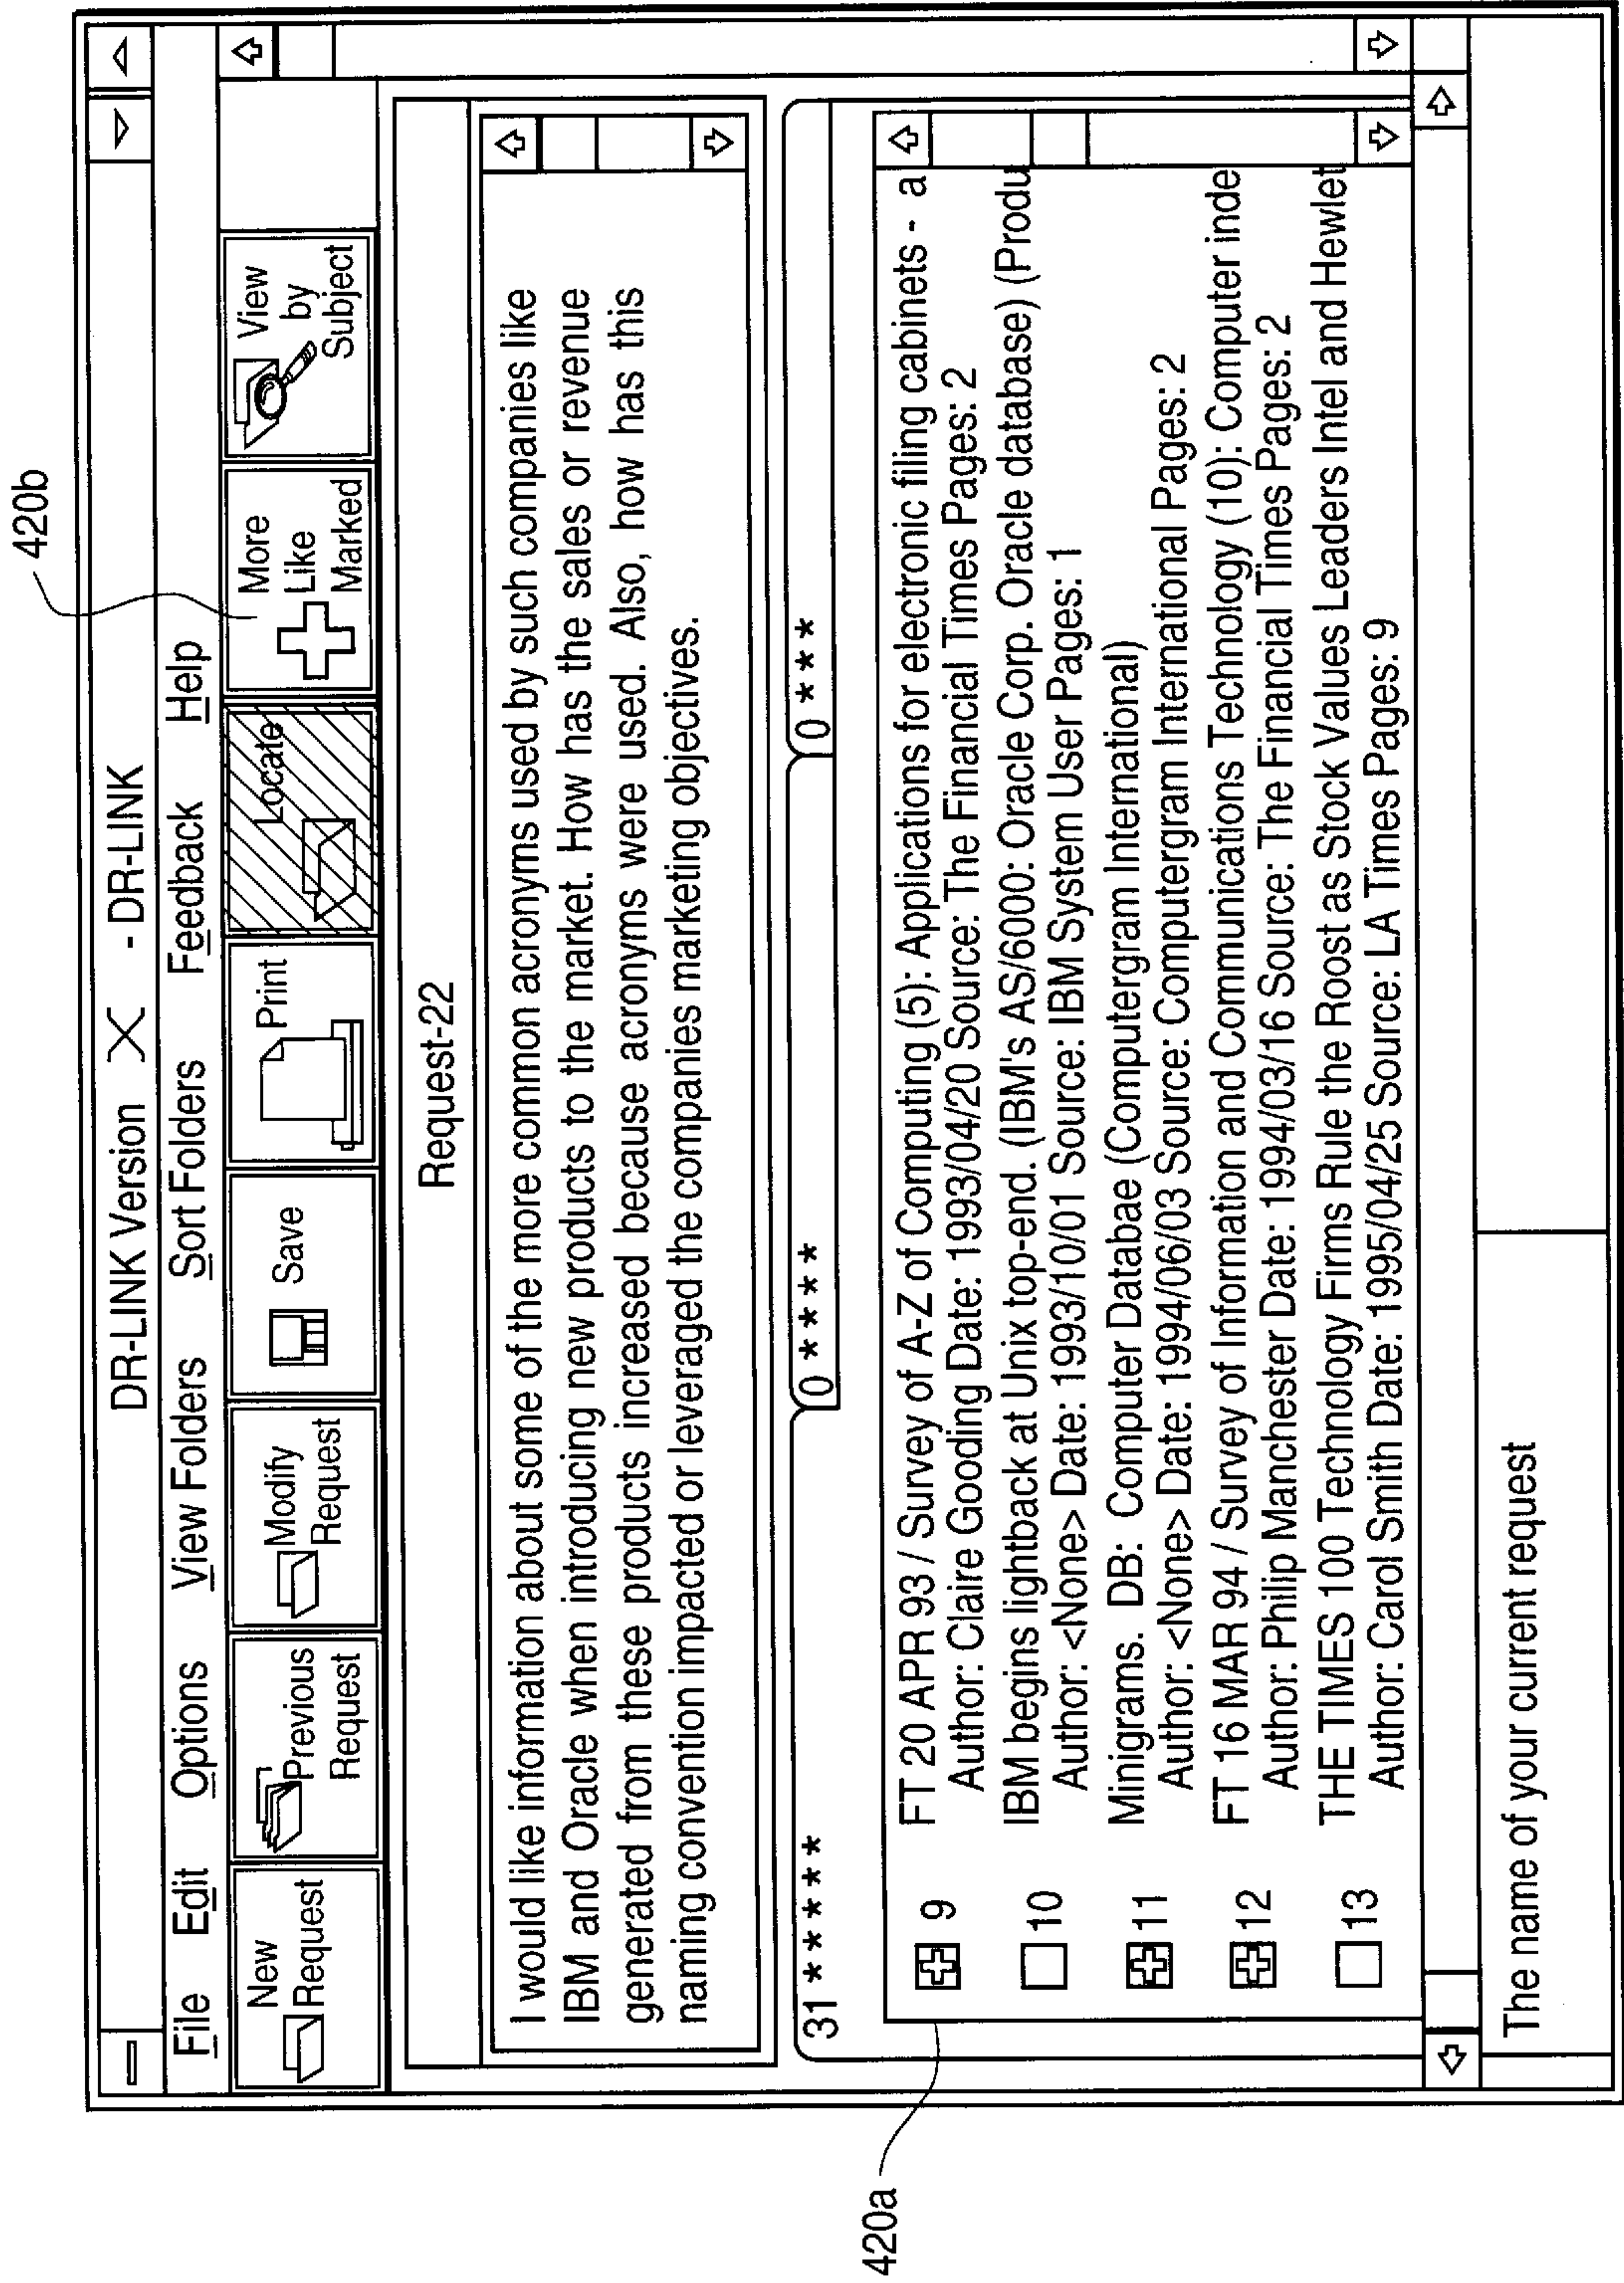 420b
DR-LINK Version X - DR-LINK
File Edit Options View Folders Sort Folders Feedback Help
New Request
Previous Request
Modify Request
Save
Print
Locate
More Like Marked
View by Subject
Request-22
I would like information about some of the more common acronyms used by such companies like
IBM and Oracle when introducing new products to the market. How has the sales or revenue
generated from these products increased because acronyms were used. Also, how has this
naming convention impacted or leveraged the companies marketing objectives.
31 ***** 0 **** 0 ***
420a
9 FT 20 APR 93 / Survey of A-Z of Computing (5): Applications for electronic filing cabinets - a
Author: Claire Gooding Date: 1993/04/20 Source: The Financial Times Pages: 2
10 IBM begins lightback at Unix top-end. (IBM's AS/6000: Oracle Corp. Oracle database) (Produ
Author: <None> Date: 1993/10/01 Source: IBM System User Pages: 1
11 Minigrams. DB: Computer Databae (Computergram International)
Author: <None> Date: 1994/06/03 Source: Computergram International Pages: 2
12 FT 16 MAR 94 / Survey of Information and Communications Technology (10): Computer inde
Author: Philip Manchester Date: 1994/03/16 Source: The Financial Times Pages: 2
13 THE TIMES 100 Technology Firms Rule the Roost as Stock Values Leaders Intel and Hewlet
Author: Carol Smith Date: 1995/04/25 Source: LA Times Pages: 9
The name of your current request